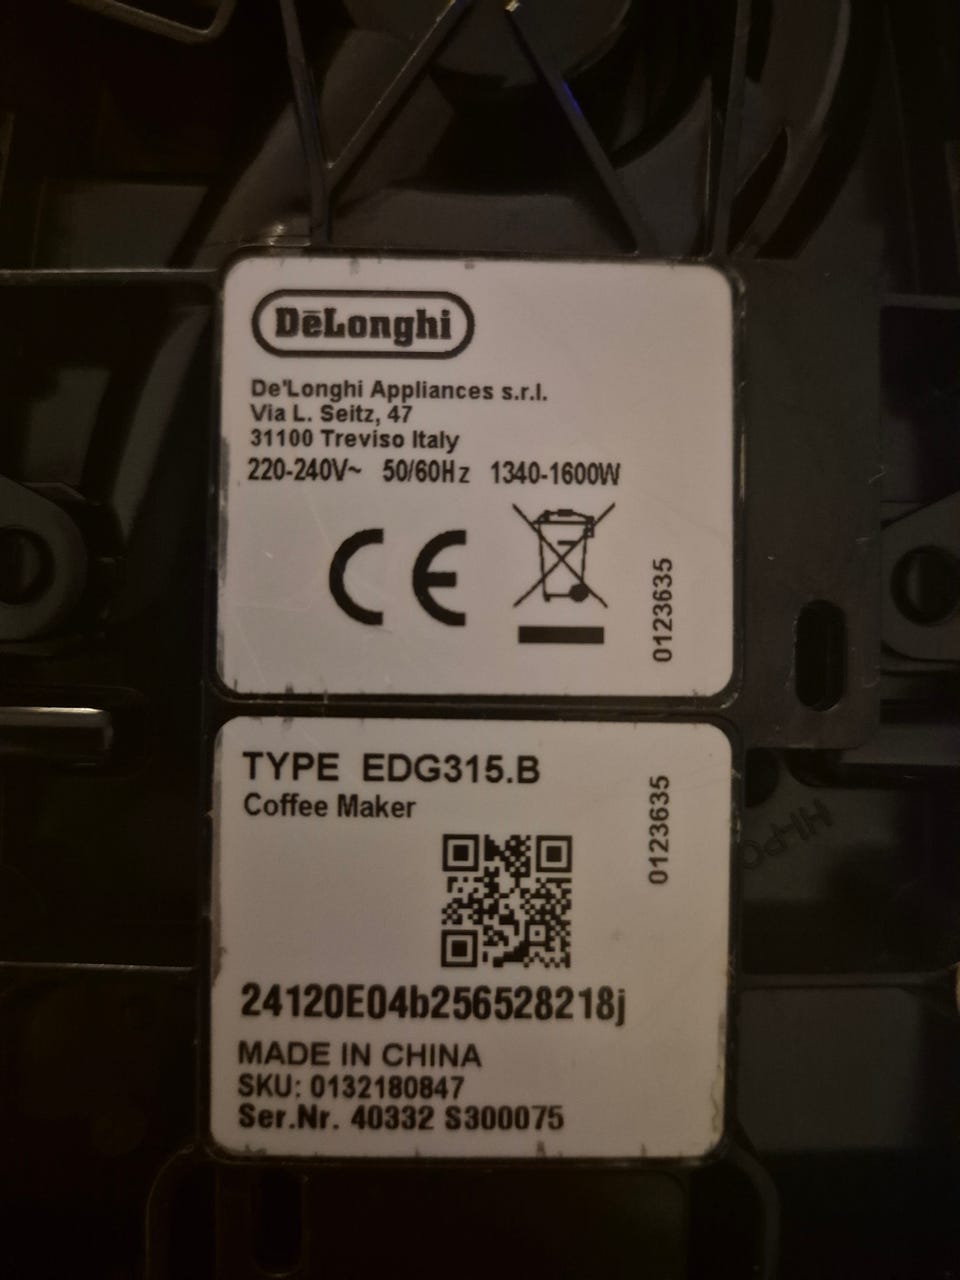 DēLonghi
De'Longhi Appliances s.r.l.
Via L. Seitz, 47
31100 Treviso Italy
220-240V~ 50/60Hz 1340-1600W
CE
0123635
TYPE EDG315.B
Coffee Maker
0123635
24120E04b256528218j
MADE IN CHINA
SKU: 0132180847
Ser.Nr. 40332 S300075